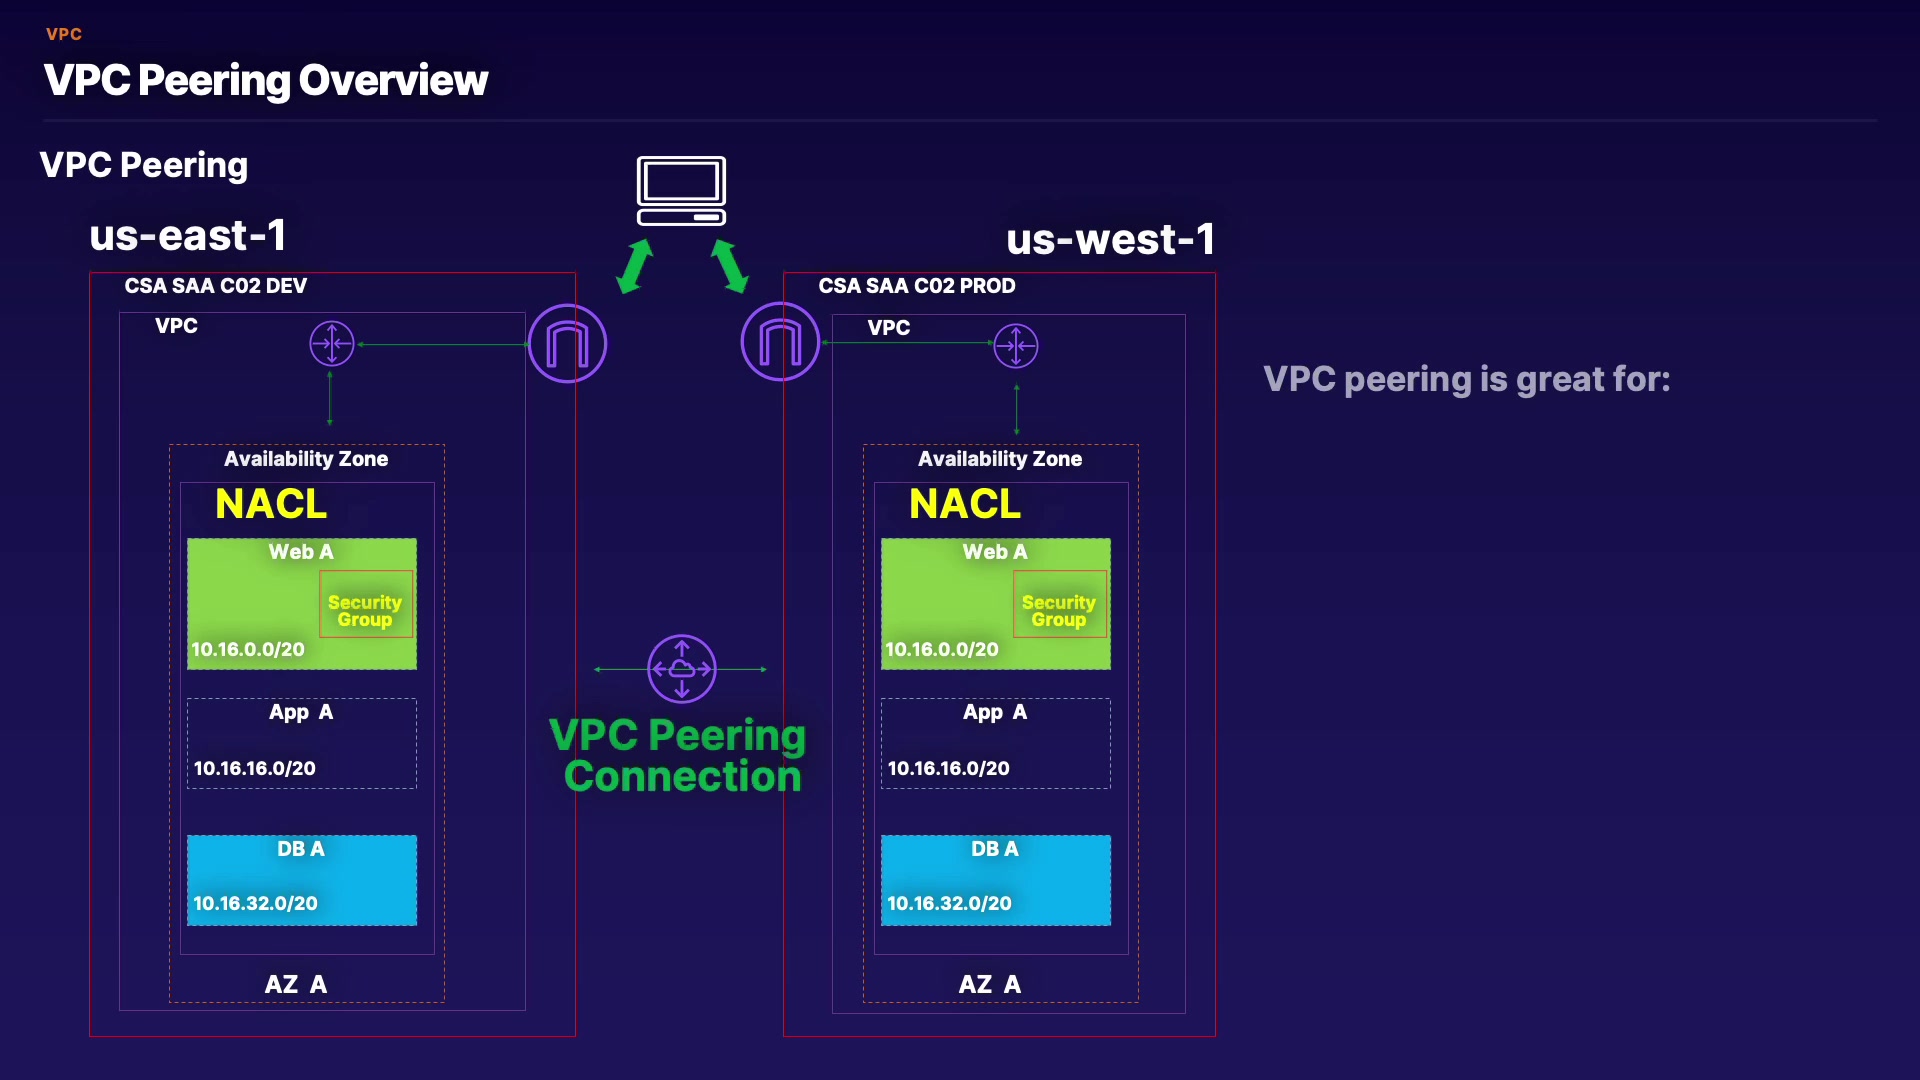 VPC
VPC Peering Overview
VPC Peering
us-east-1
us-west-1
CSA SAA C02 DEV
VPC
Availability Zone
NACL
Web A
Security
Group
10.16.0.0/20
App A
10.16.16.0/20
DB A
10.16.32.0/20
AZ A
VPC Peering
Connection
CSA SAA C02 PROD
VPC
Availability Zone
NACL
Web A
Security
Group
10.16.0.0/20
App A
10.16.16.0/20
DB A
10.16.32.0/20
AZ A
VPC peering is great for: